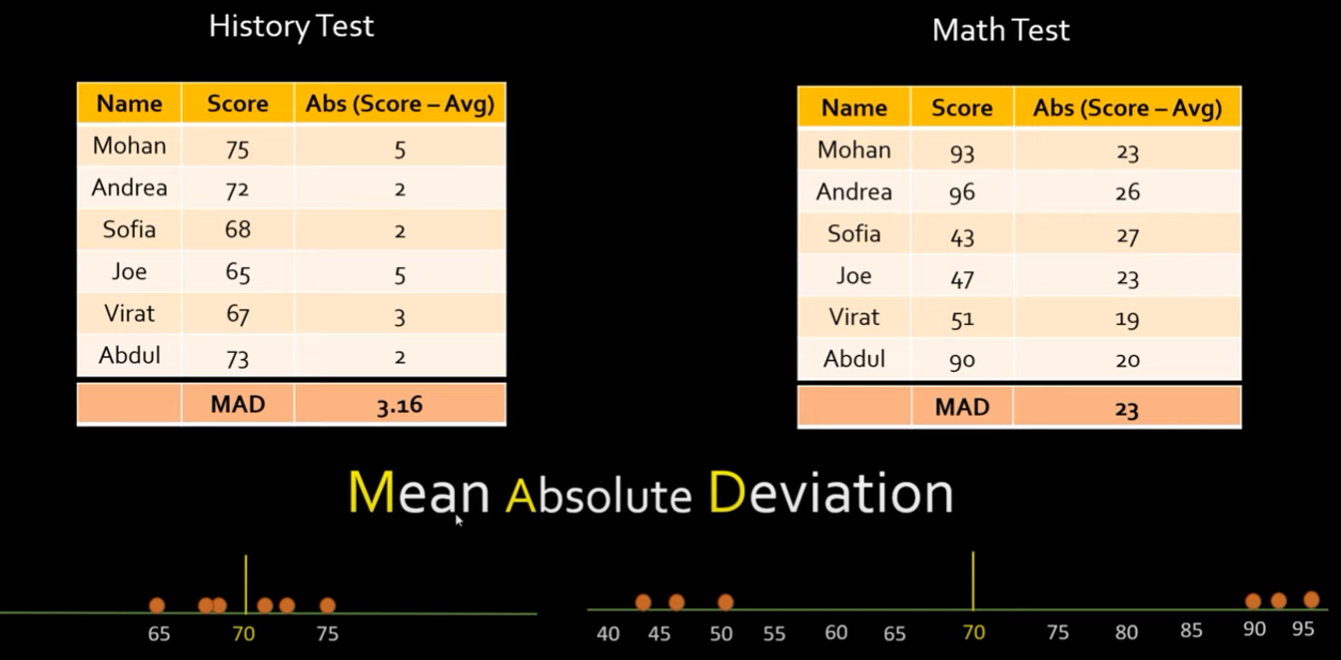 History Test
Name Score Abs (Score – Avg)
Mohan 75 5
Andrea 72 2
Sofia 68 2
Joe 65 5
Virat 67 3
Abdul 73 2
MAD 3.16
Math Test
Name Score Abs (Score – Avg)
Mohan 93 23
Andrea 96 26
Sofia 43 27
Joe 47 23
Virat 51 19
Abdul 90 20
MAD 23
Mean Absolute Deviation
65 70 75
40 45 50 55 60 65 70 75 80 85 90 95